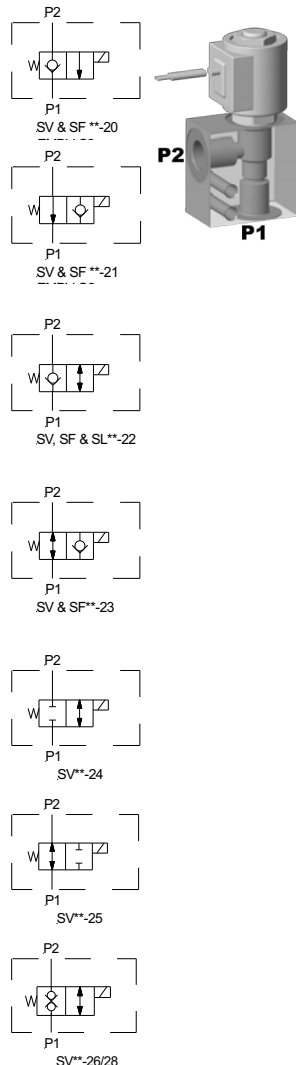 P2
P1
SV & SF **-20
P2
P1
P2
P1
SV & SF **-21
P2
P1
SV, SF & SL**-22
P2
P1
SV & SF**-23
P2
P1
SV**-24
P2
P1
SV**-25
P2
P1
SV**-26/28